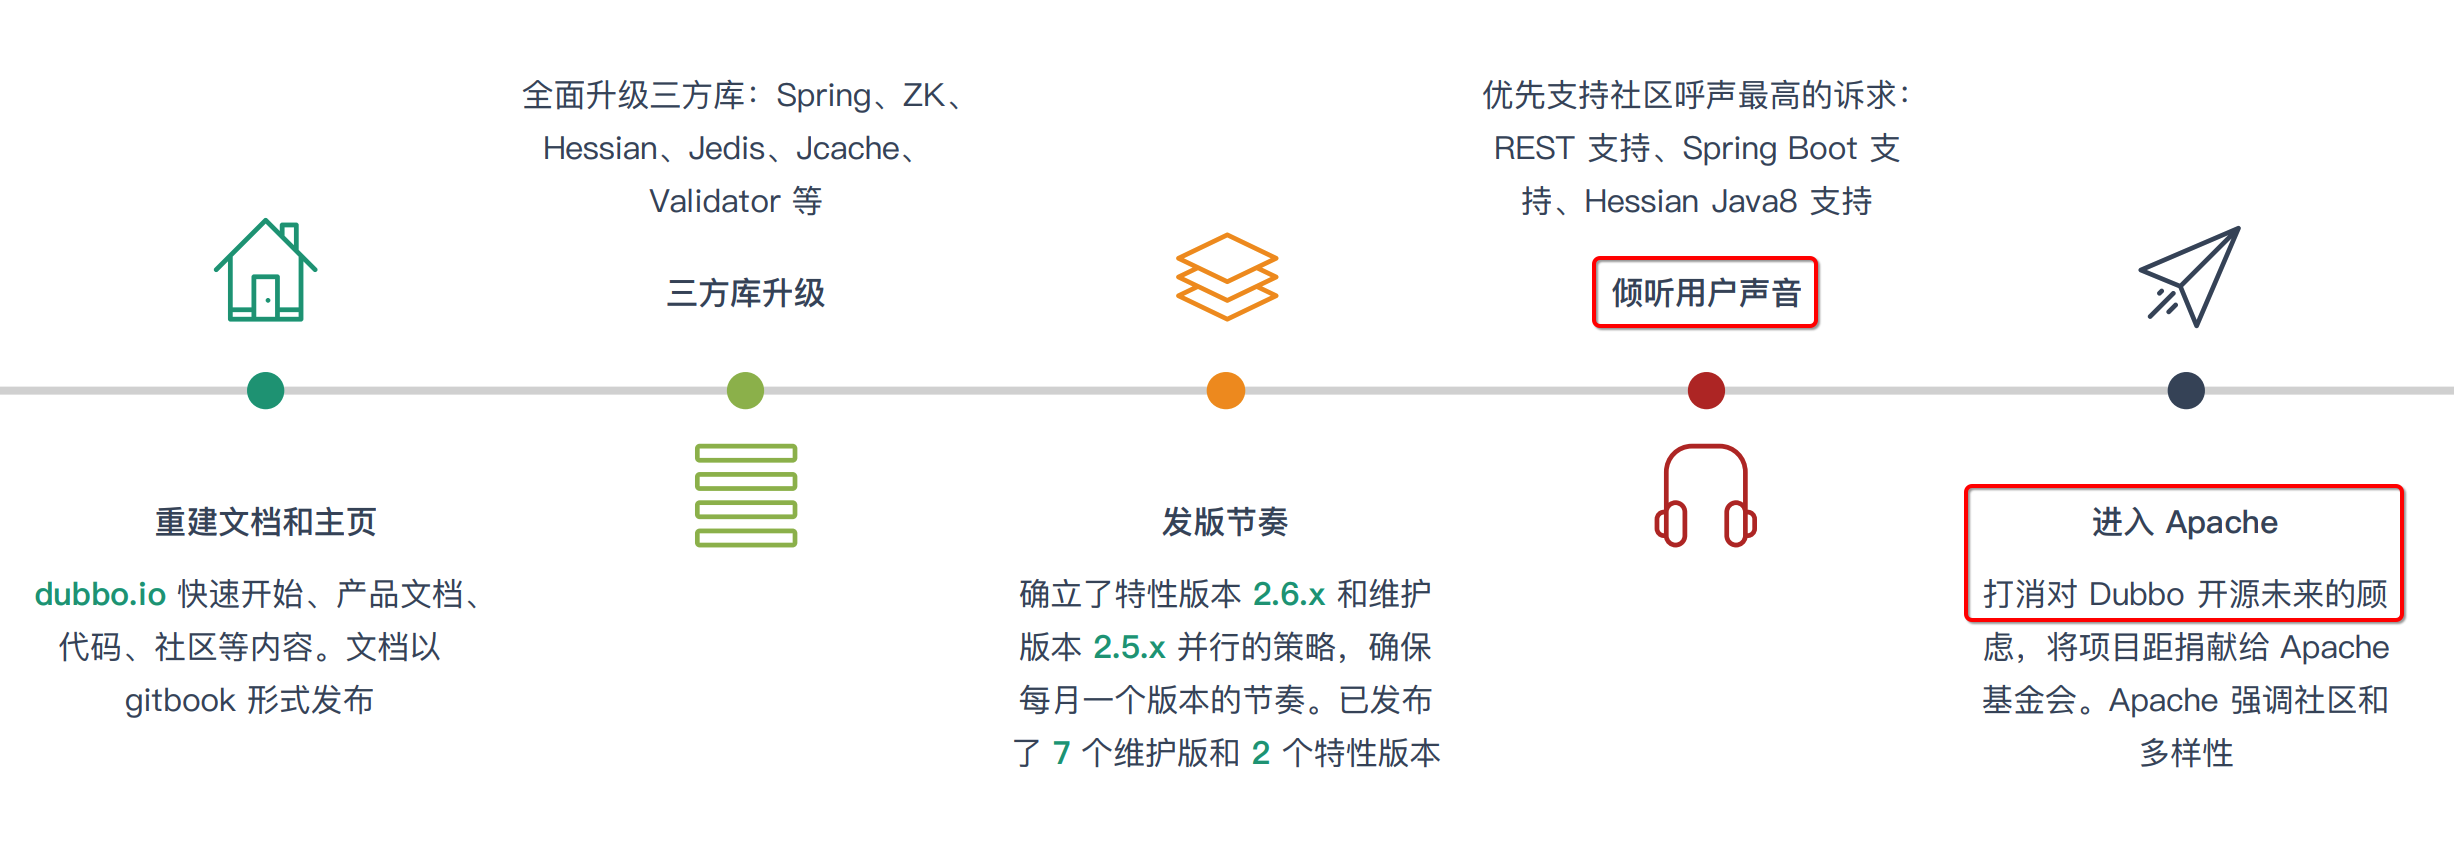 重建文档和主页
dubbo.io 快速开始、产品文档、
代码、社区等内容。文档以
gitbook 形式发布
全面升级三方库：Spring、ZK、
Hessian、Jedis、Jcache、
Validator 等
三方库升级
发版节奏
确立了特性版本 2.6.x 和维护
版本 2.5.x 并行的策略，确保
每月一个版本的节奏。已发布
了 7 个维护版和 2 个特性版本
优先支持社区呼声最高的诉求：
REST 支持、Spring Boot 支
持、Hessian Java8 支持
倾听用户声音
进入 Apache
打消对 Dubbo 开源未来的顾
虑，将项目距捐献给 Apache
基金会。Apache 强调社区和
多样性